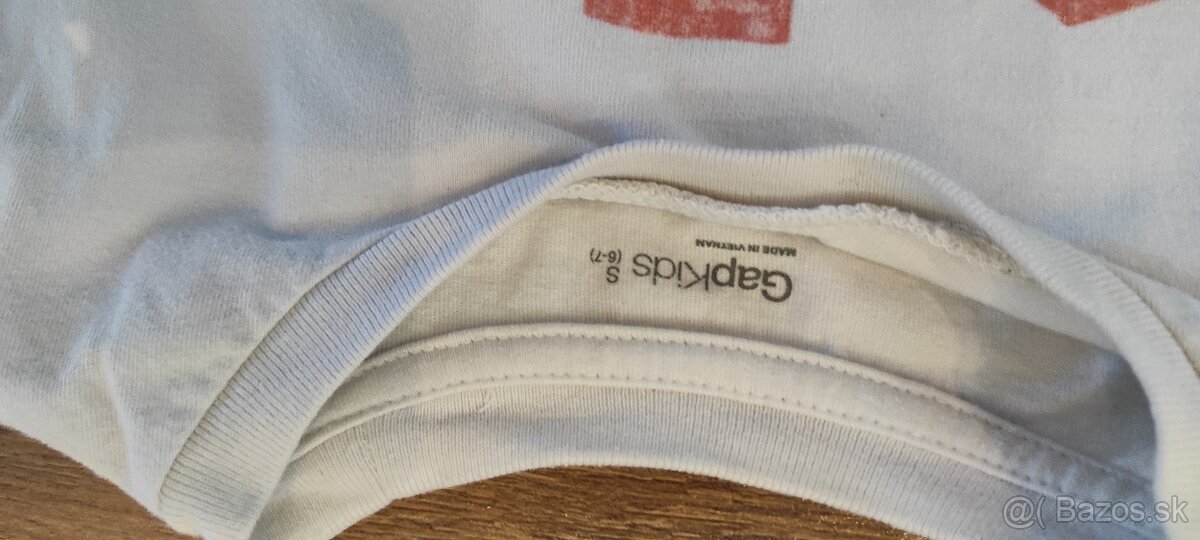 GapKids S
(6-7)
MADE IN VIETNAM
@( Bazos.sk